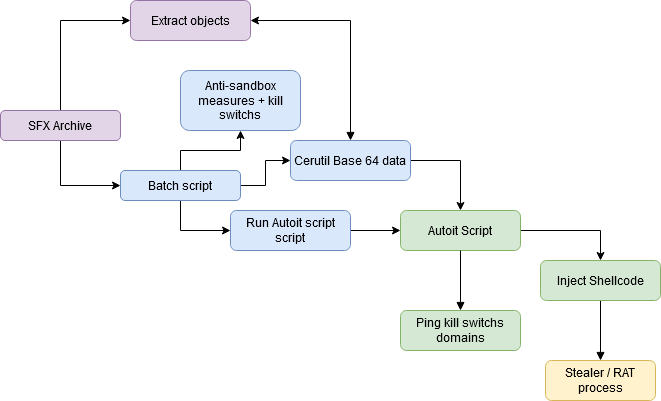 Extract objects
Anti-sandbox
measures + kill
switchs
SFX Archive
Cerutil Base 64 data
Batch script
Run Autoit script
script
Autoit Script
Inject Shellcode
Ping kill switchs
domains
Stealer / RAT
process